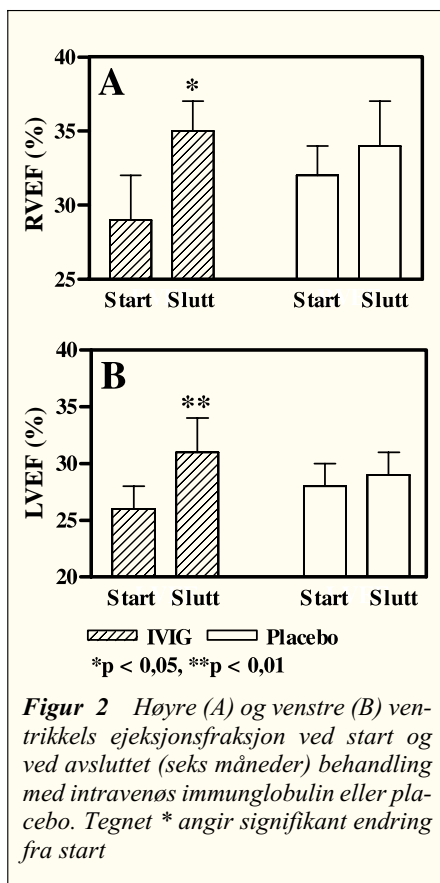 40
A
*
35
RVEF (%)
30
25
Start Slutt Start Slutt
40
B
**
35
LVEF (%)
30
25
20
Start Slutt Start Slutt
IVIG Placebo
*p < 0,05, **p < 0,01
Figur 2 Høyre (A) og venstre (B) ven-
trikkels ejeksjonsfraksjon ved start og
ved avsluttet (seks måneder) behandling
med intravenøs immunglobulin eller pla-
cebo. Tegnet * angir signifikant endring
fra start